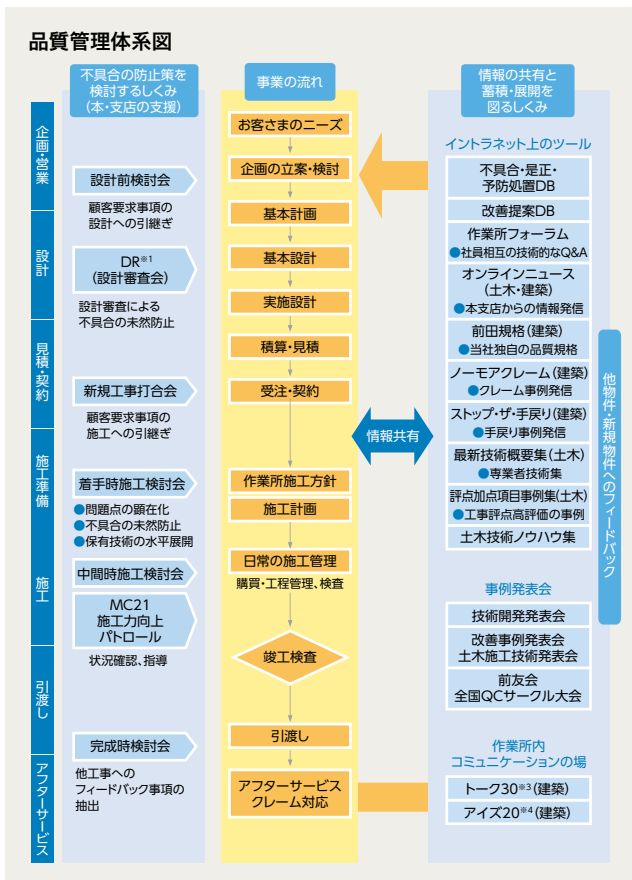 品質管理体系図
不具合の防止策を
検討するしくみ
(本・支店の支援)
事業の流れ
情報の共有と
蓄積・展開を
図るしくみ
企画・営業
設計
見積・契約
施工準備
施工
引渡し
アフターサービス
設計前検討会
顧客要求事項の
設計への引継ぎ
DR※1
(設計審査会)
設計審査による
不具合の未然防止
新規工事打合会
顧客要求事項の
施工への引継ぎ
着手時施工検討会
●問題点の顕在化
●不具合の未然防止
●保有技術の水平展開
中間時施工検討会
MC21
施工力向上
パトロール
状況確認、指導
完成時検討会
他工事への
フィードバック事項の
抽出
お客さまのニーズ
企画の立案・検討
基本計画
基本設計
実施設計
積算・見積
受注・契約
作業所施工方針
施工計画
日常の施工管理
購買・工程管理、検査
竣工検査
引渡し
アフターサービス
クレーム対応
情報共有
イントラネット上のツール
不具合・是正・
予防処置DB
改善提案DB
作業所フォーラム
●社員相互の技術的なQ&A
オンラインニュース
(土木・建築)
●本支店からの情報発信
前田規格(建築)
●当社独自の品質規格
ノーモアクレーム(建築)
●クレーム事例発信
ストップ・ザ・手戻り(建築)
●手戻り事例発信
最新技術概要集(土木)
●専業者技術集
評点加点項目事例集(土木)
●工事評点高評価の事例
土木技術ノウハウ集
事例発表会
技術開発発表会
改善事例発表会
土木施工技術発表会
前友会
全国QCサークル大会
作業所内
コミュニケーションの場
トーク30※3(建築)
アイズ20※4(建築)
他物件・新規物件へのフィードバック